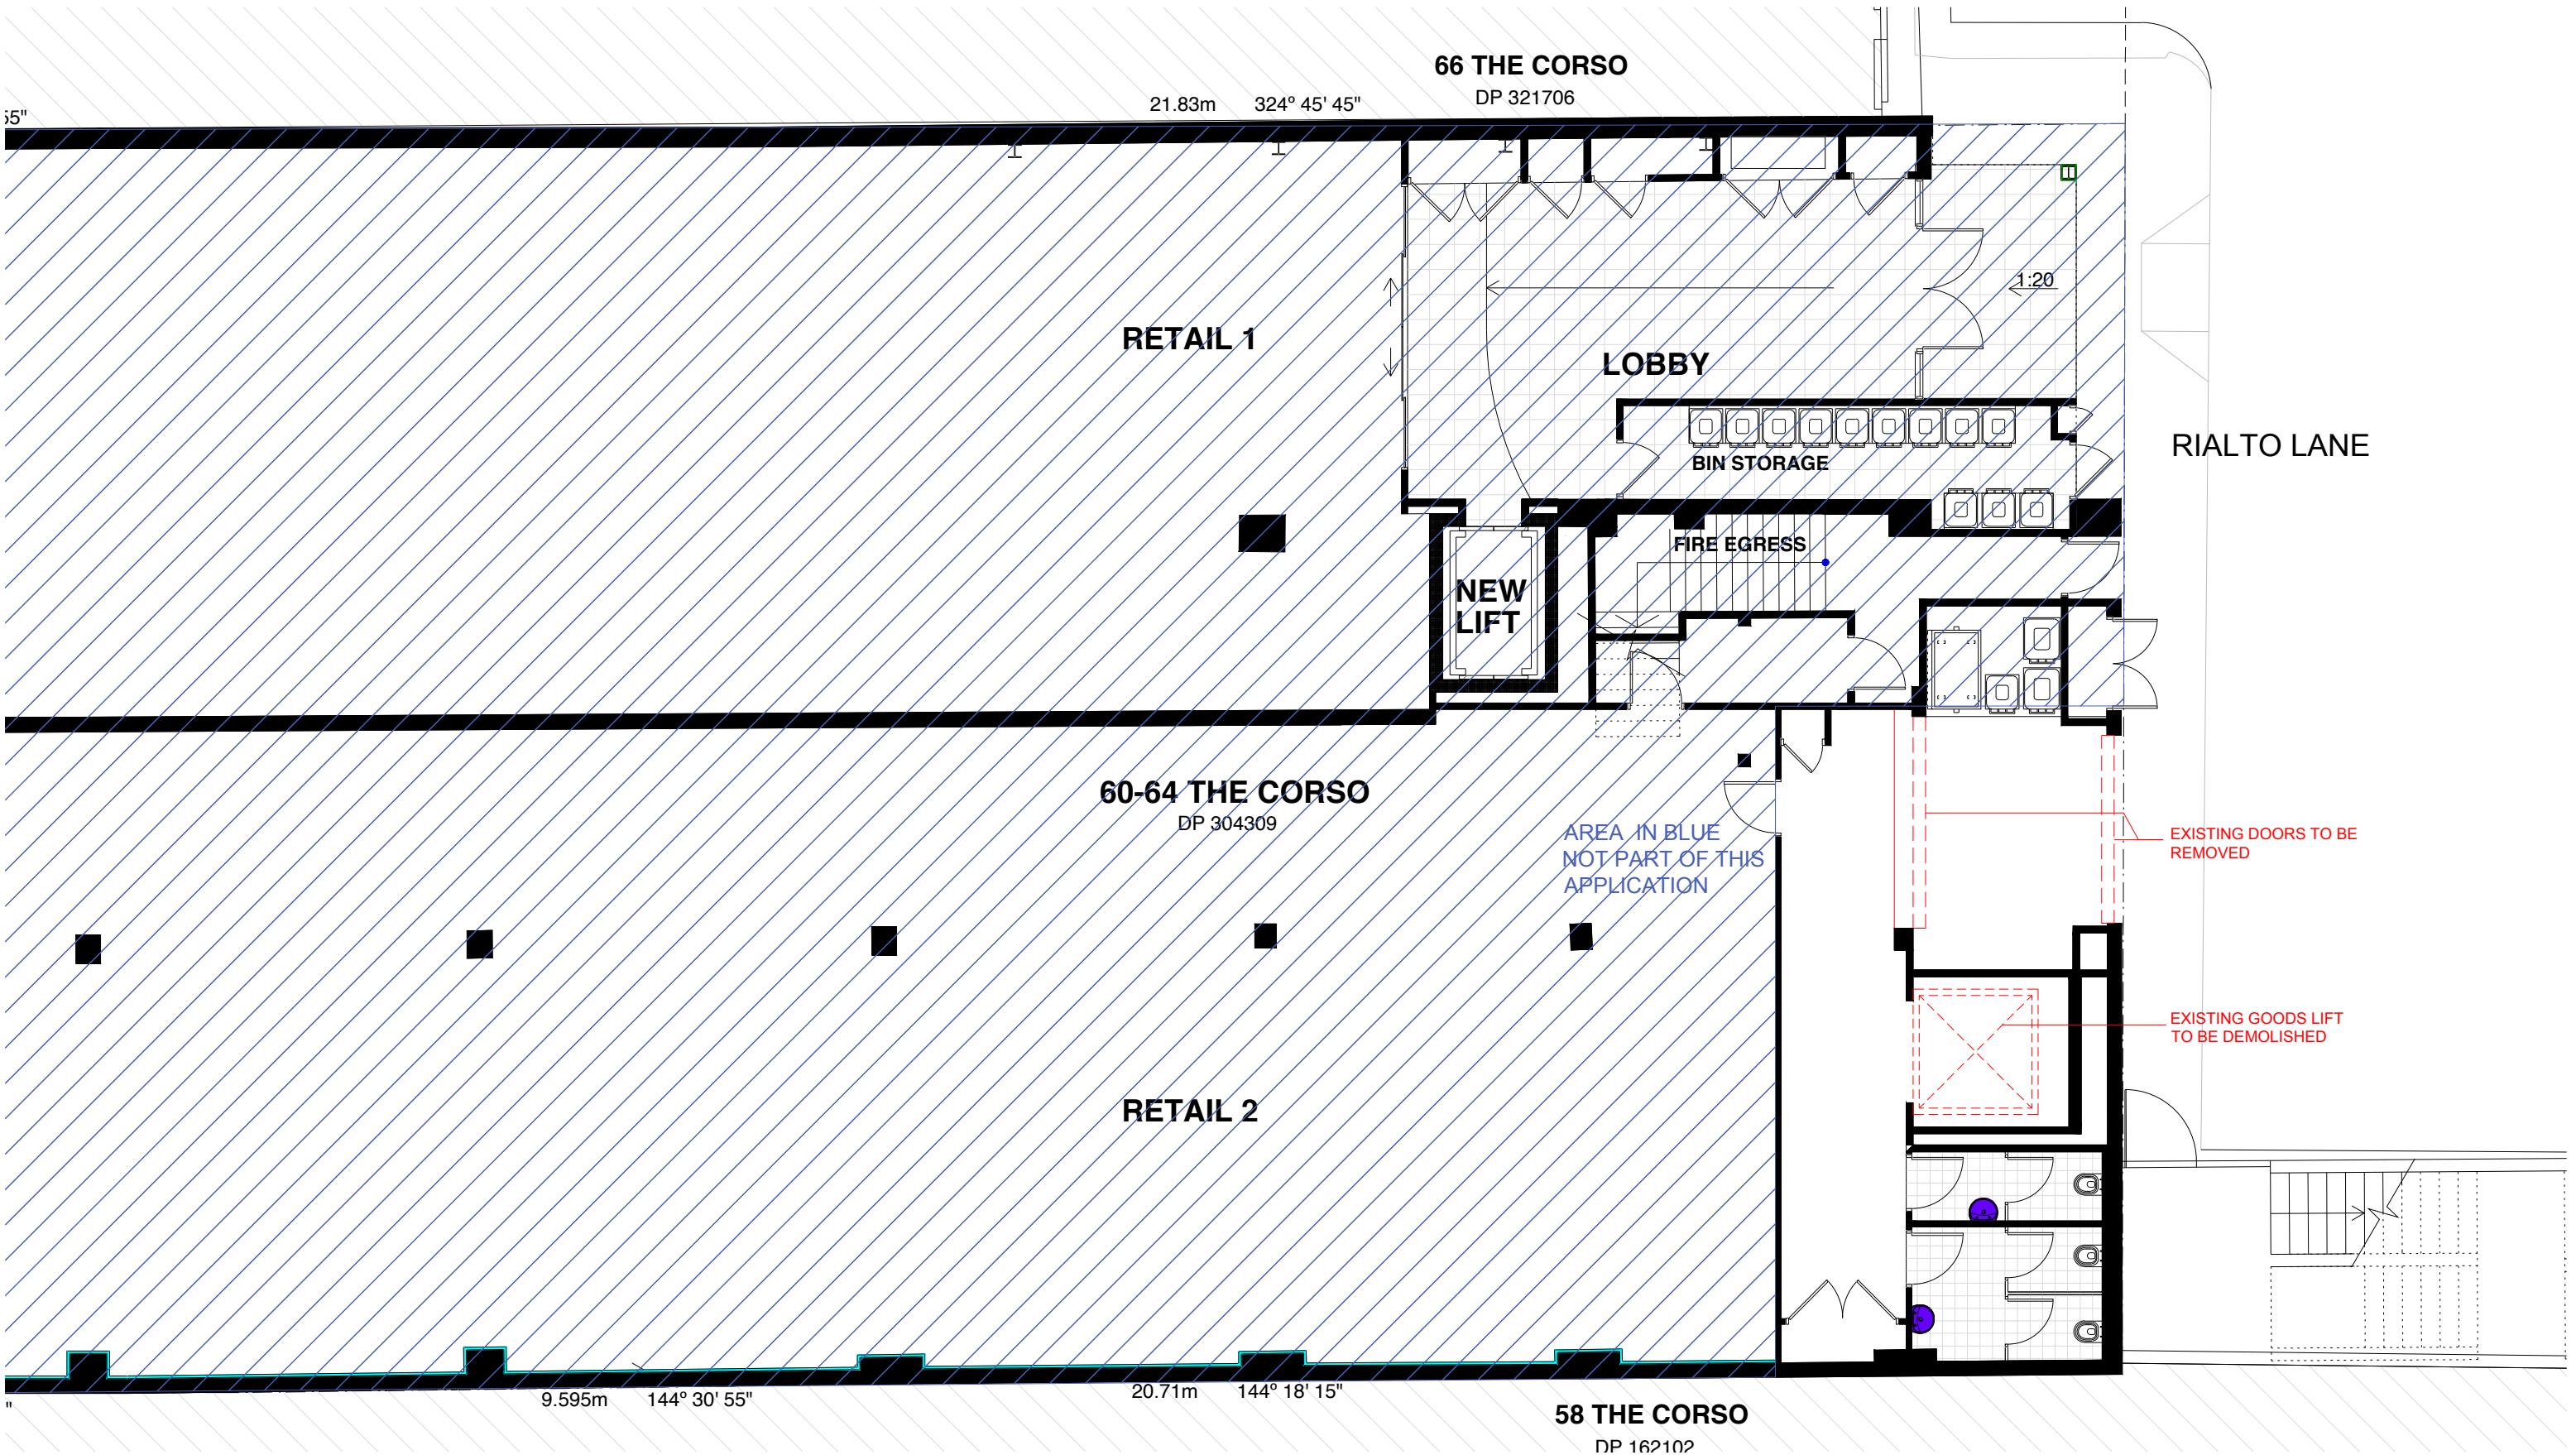 66 THE CORSO
DP 321706
21.83m 324° 45' 45"
55"
1:20
RETAIL 1
LOBBY
RIALTO LANE
BIN STORAGE
FIRE EGRESS
NEW
LIFT
60-64 THE CORSO
DP 304309
AREA IN BLUE
NOT PART OF THIS
APPLICATION
EXISTING DOORS TO BE
REMOVED
EXISTING GOODS LIFT
TO BE DEMOLISHED
RETAIL 2
9.595m 144° 30' 55"
20.71m 144° 18' 15"
"
58 THE CORSO
DP 162102